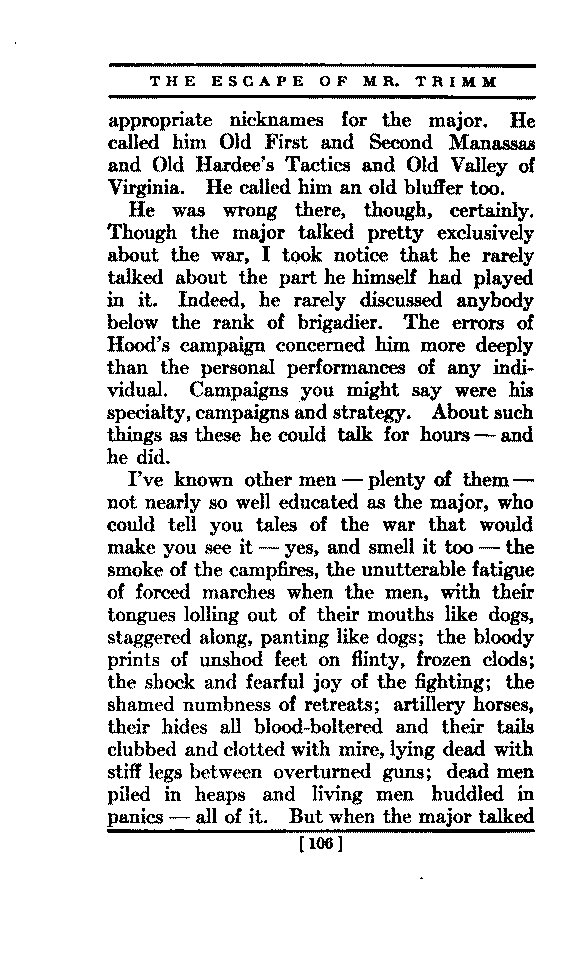 THE ESCAPE OF MR. TRIMM
appropriate nicknames for the major. He
called him Old First and Second Manassas
and Old Hardee's Tactics and Old Valley of
Virginia. He called him an old bluffer too.
He was wrong there, though, certainly.
Though the major talked pretty exclusively
about the war, I took notice that he rarely
talked about the part he himself had played
in it. Indeed, he rarely discussed anybody
below the rank of brigadier. The errors of
Hood's campaign concerned him more deeply
than the personal performances of any indi-
vidual. Campaigns you might say were his
specialty, campaigns and strategy. About such
things as these he could talk for hours — and
he did.
I've known other men — plenty of them —
not nearly so well educated as the major, who
could tell you tales of the war that would
make you see it — yes, and smell it too — the
smoke of the campfires, the unutterable fatigue
of forced marches when the men, with their
tongues lolling out of their mouths like dogs,
staggered along, panting like dogs; the bloody
prints of unshod feet on flinty, frozen clods;
the shock and fearful joy of the fighting; the
shamed numbness of retreats; artillery horses,
their hides all blood-boltered and their tails
clubbed and clotted with mire, lying dead with
stiff legs between overturned guns; dead men
piled in heaps and living men huddled in
panics — all of it. But when the major talked
[106]